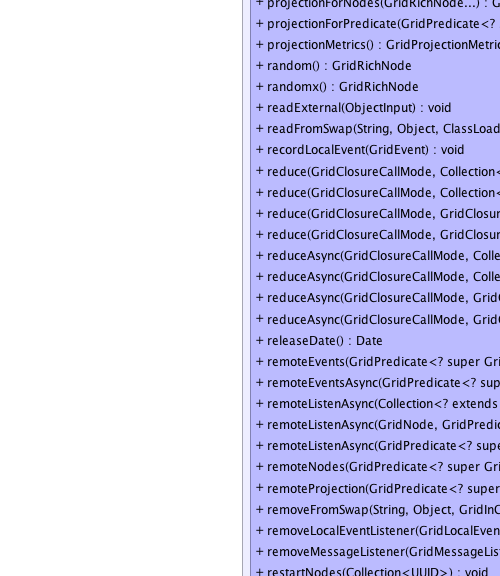 + projectionForNodes(GridRichNode...) : G
+ projectionForPredicate(GridPredicate<?
+ projectionMetrics() : GridProjectionMetric
+ random() : GridRichNode
+ randomx() : GridRichNode
+ readExternal(ObjectInput) : void
+ readFromSwap(String, Object, ClassLoad
+ recordLocalEvent(GridEvent) : void
+ reduce(GridClosureCallMode, Collection<
+ reduce(GridClosureCallMode, Collection<
+ reduce(GridClosureCallMode, GridClosur
+ reduce(GridClosureCallMode, GridClosur
+ reduceAsync(GridClosureCallMode, Colle
+ reduceAsync(GridClosureCallMode, Colle
+ reduceAsync(GridClosureCallMode, Grid
+ reduceAsync(GridClosureCallMode, Grid
+ releaseDate() : Date
+ remoteEvents(GridPredicate<? super Gri
+ remoteEventsAsync(GridPredicate<? sup
+ remoteListenAsync(Collection<? extends
+ remoteListenAsync(GridNode, GridPredic
+ remoteListenAsync(GridPredicate<? supe
+ remoteNodes(GridPredicate<? super Gri
+ remoteProjection(GridPredicate<? super
+ removeFromSwap(String, Object, GridInC
+ removeLocalEventListener(GridLocalEven
+ removeMessageListener(GridMessageLis
+ restartNodes(Collection<UUID>) : void